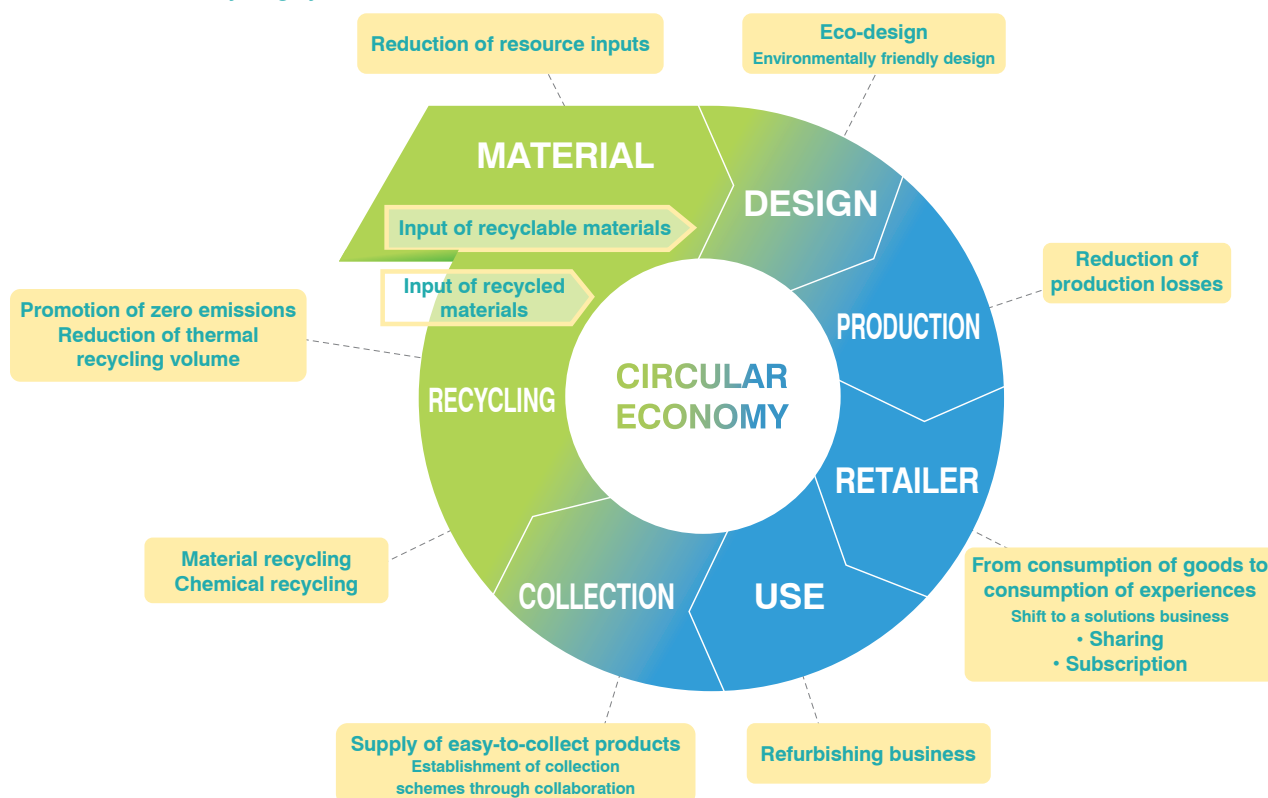 Reduction of resource inputs
Eco-design
Environmentally friendly design
MATERIAL
DESIGN
Input of recyclable materials
Input of recycled
materials
Reduction of
production losses
Promotion of zero emissions
Reduction of thermal
recycling volume
PRODUCTION
CIRCULAR
ECONOMY
RECYCLING
RETAILER
Material recycling
Chemical recycling
COLLECTION
USE
From consumption of goods to
consumption of experiences
Shift to a solutions business
• Sharing
• Subscription
Supply of easy-to-collect products
Establishment of collection
schemes through collaboration
Refurbishing business